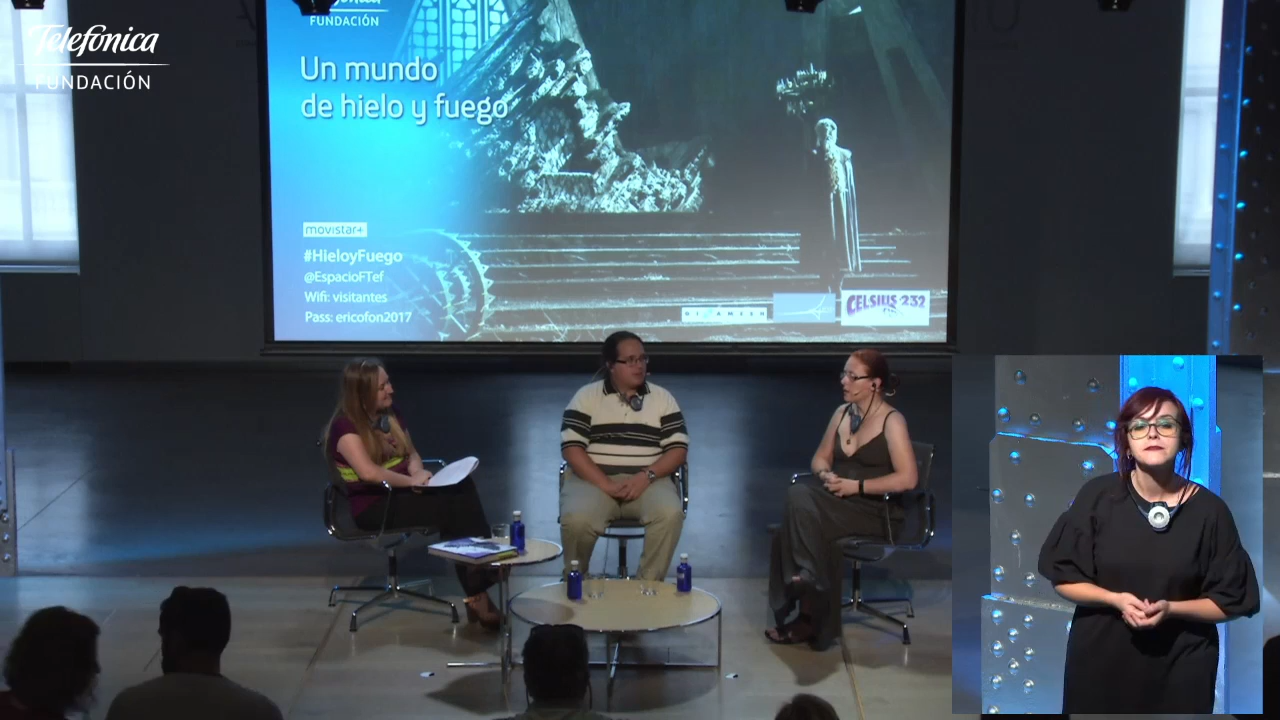 Telefónica
FUNDACIÓN
FUNDACIÓN
Un mundo
de hielo y fuego
movistar+
#HieloyFuego
@EspacioFTef
Wifi: visitantes
Pass: ericofon2017
CELSIUS 232